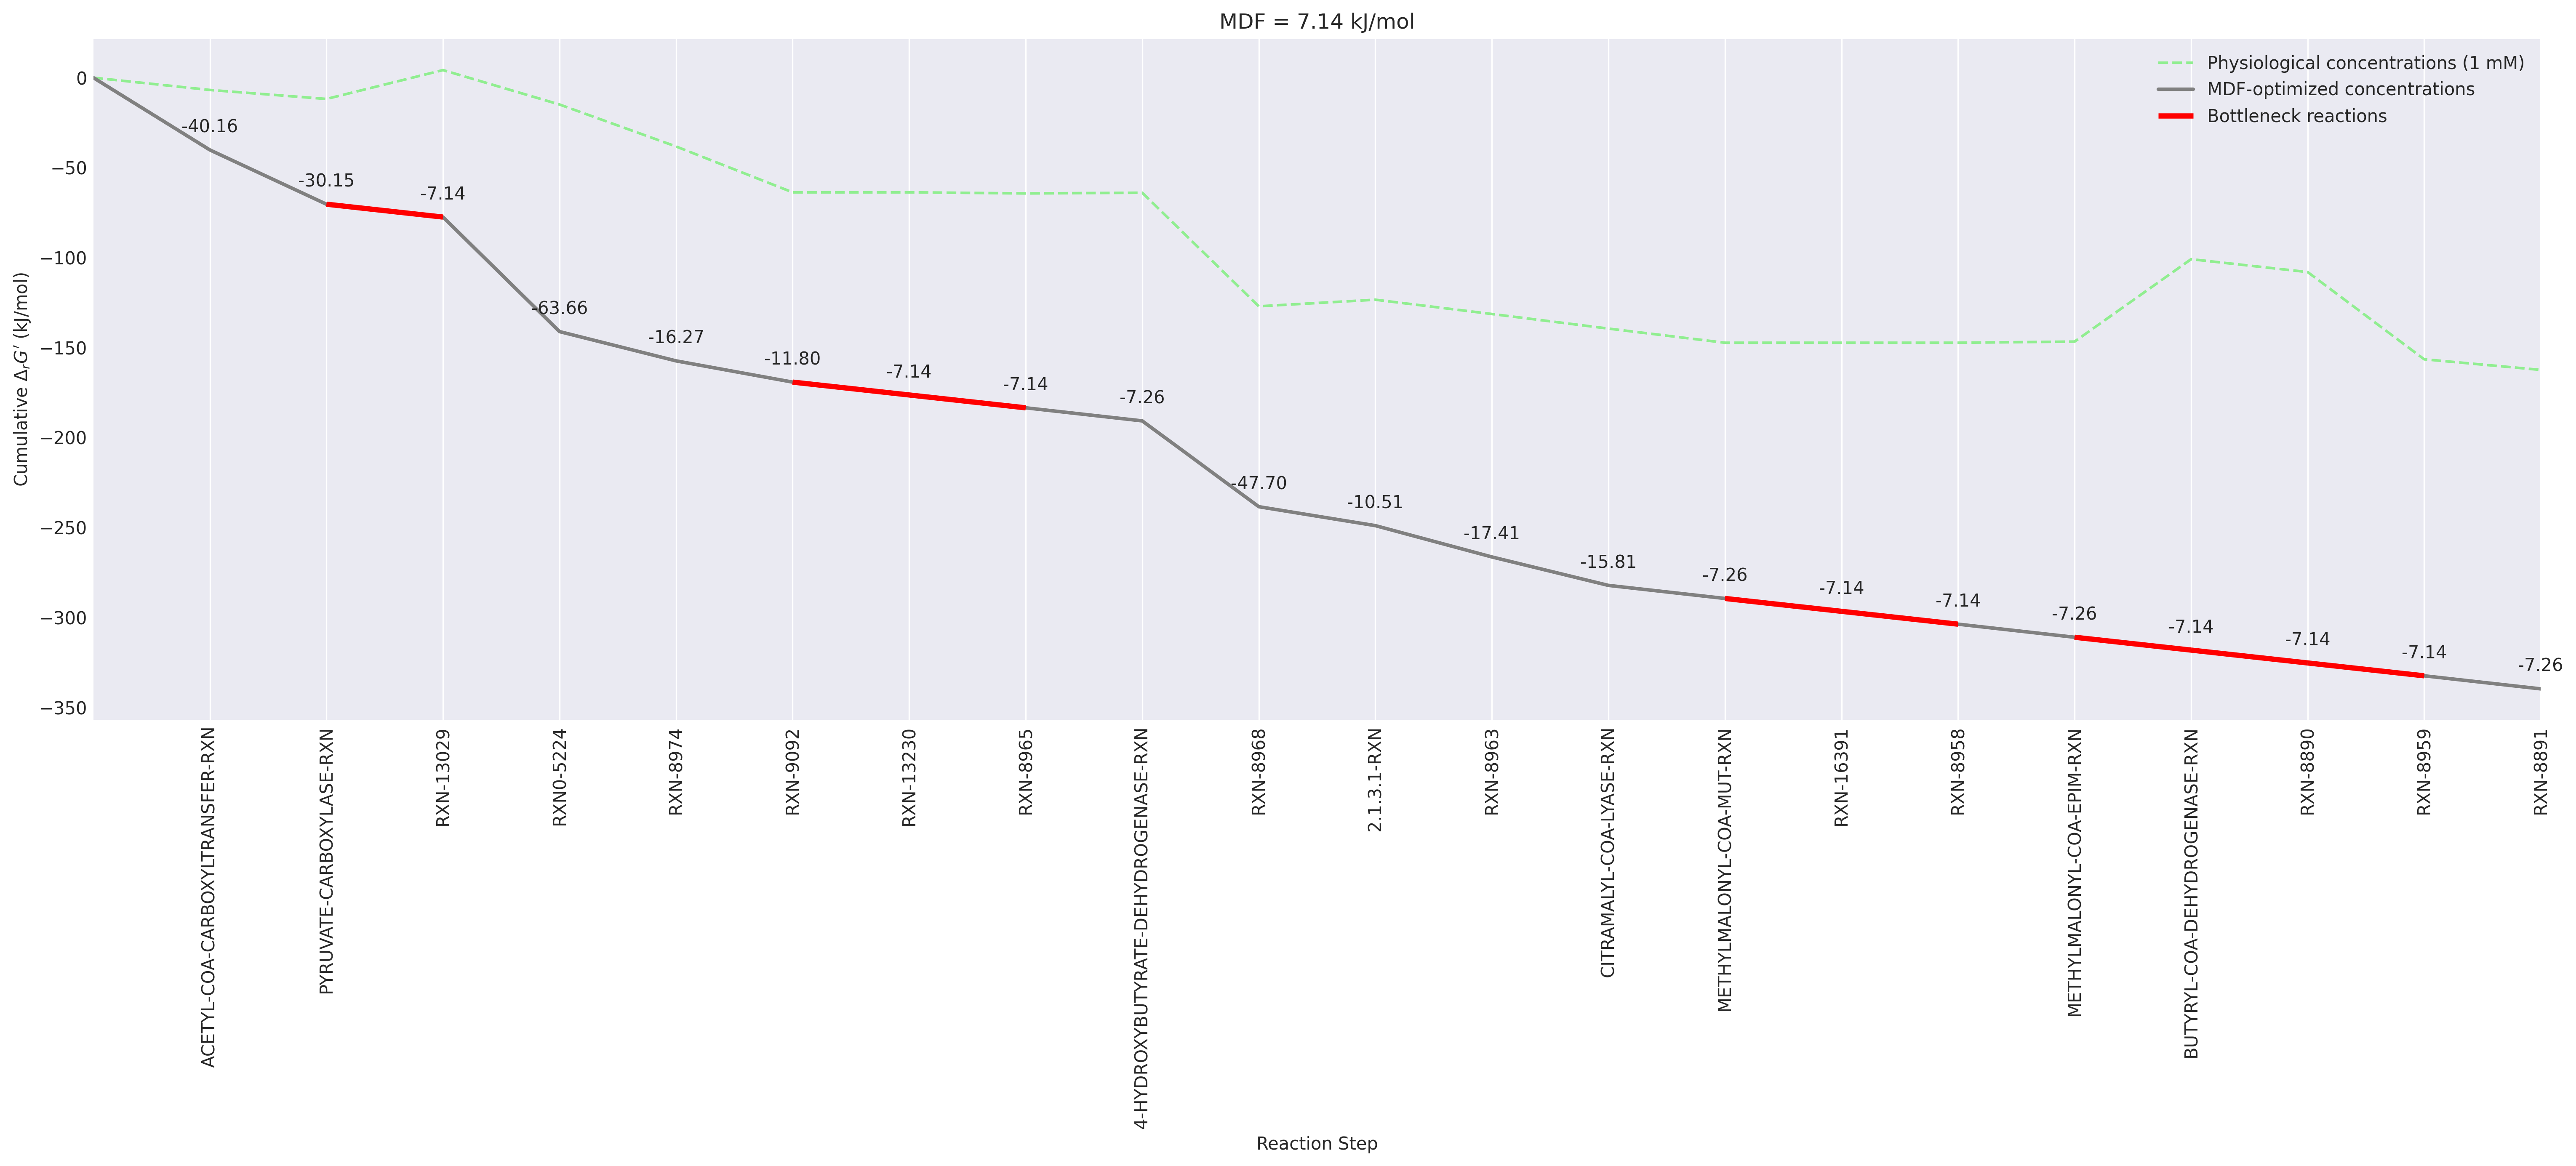 MDF = 7.14 kJ/mol
Physiological concentrations (1 mM)
MDF-optimized concentrations
Bottleneck reactions
Cumulative ΔrG′ (kJ/mol)
0
−50
−100
−150
−200
−250
−300
−350
-40.16
-30.15
-7.14
-63.66
-16.27
-11.80
-7.14
-7.14
-7.26
-47.70
-10.51
-17.41
-15.81
-7.26
-7.14
-7.14
-7.26
-7.14
-7.14
-7.14
-7.26
ACETYL-COA-CARBOXYLTRANSFER-RXN
PYRUVATE-CARBOXYLASE-RXN
RXN-13029
RXN0-5224
RXN-8974
RXN-9092
RXN-13230
RXN-8965
4-HYDROXYBUTYRATE-DEHYDROGENASE-RXN
RXN-8968
2.1.3.1-RXN
RXN-8963
CITRAMALYL-COA-LYASE-RXN
METHYLMALONYL-COA-MUT-RXN
RXN-16391
RXN-8958
METHYLMALONYL-COA-EPIM-RXN
BUTYRYL-COA-DEHYDROGENASE-RXN
RXN-8890
RXN-8959
RXN-8891
Reaction Step